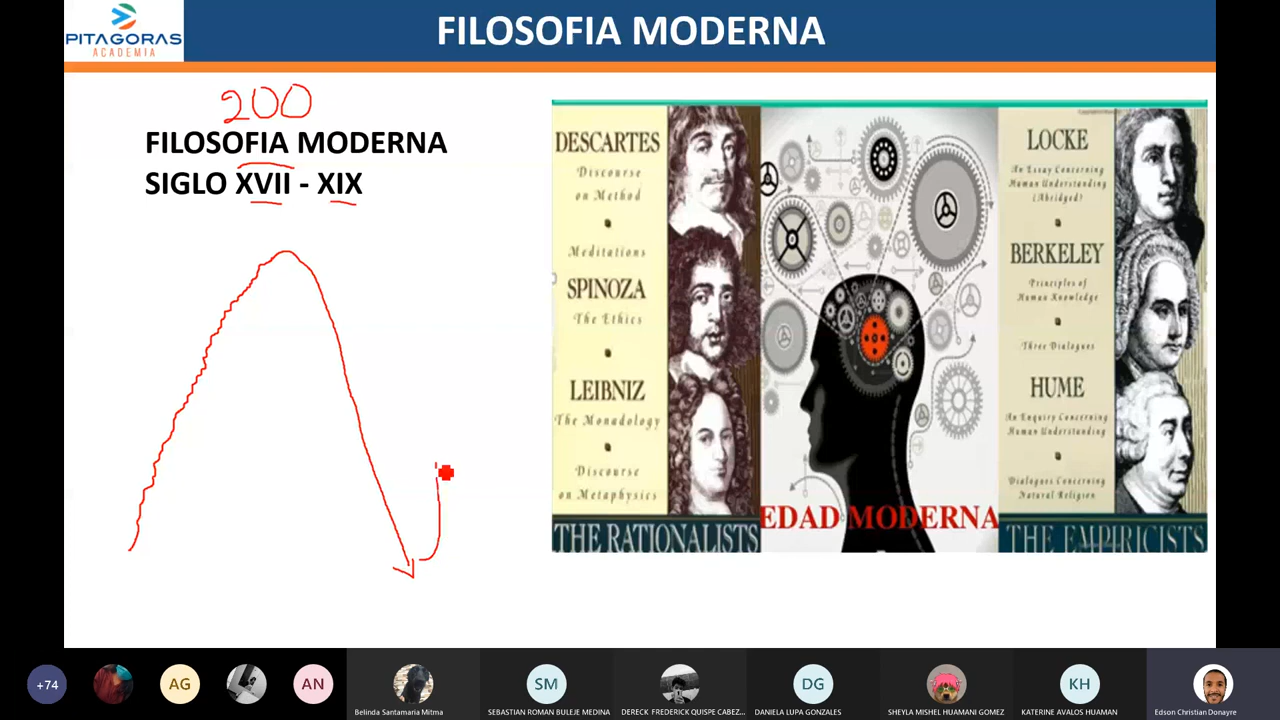 PITAGORAS
ACADEMIA
FILOSOFIA MODERNA
200
FILOSOFIA MODERNA
SIGLO XVII - XIX
DESCARTES
Discourse
on Method
Meditations
SPINOZA
The Ethics
LEIBNIZ
The Monadology
Discourse
on Metaphysics
THE RATIONALISTS
EDAD MODERNA
LOCKE
An Essay Concerning
Human Understanding
(Abridged)
BERKELEY
Principles of
Human Knowledge
Three Dialogues
HUME
An Enquiry Concerning
Human Understanding
Dialogues Concerning
Natural Religion
THE EMPIRICISTS
+74
AG
AN
Belinda Santamaria Mitma
SM
SEBASTIAN ROMAN BULEJE MEDINA
DERECK FREDERICK QUISPE CABEZ...
DG
DANIELA LUPA GONZALES
SHEYLA MISHEL HUAMANI GOMEZ
KH
KATERINE AVALOS HUAMAN
Edson Christian Donayre